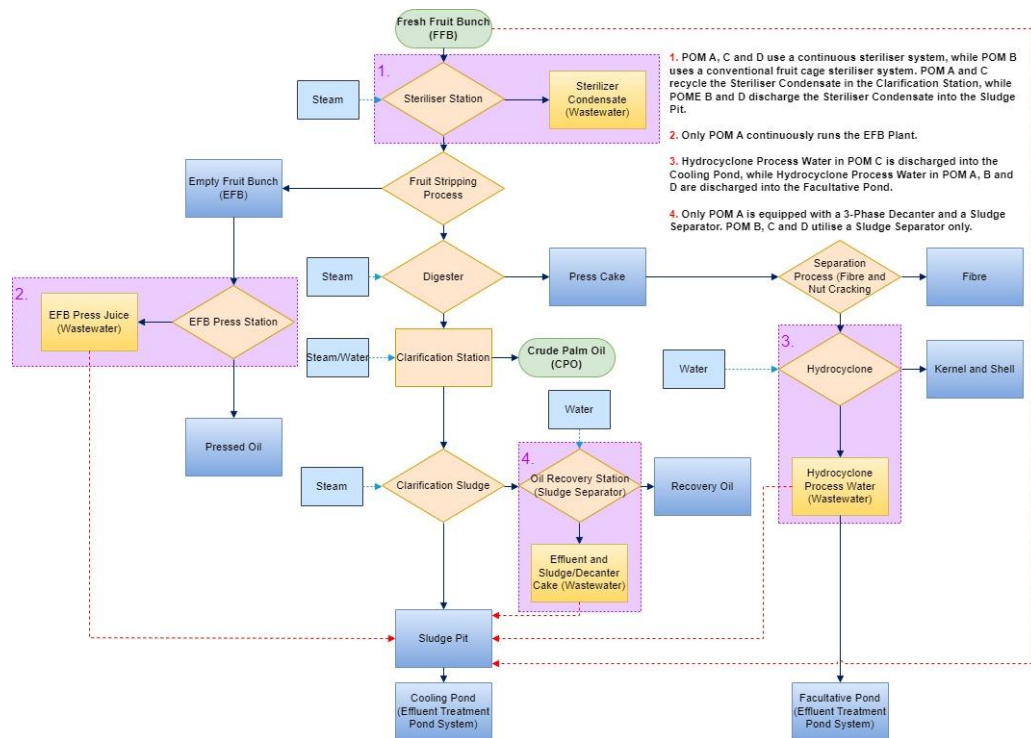 Fresh Fruit Bunch
(FFB)
1. POM A, C and D use a continuous steriliser system, while POM B
uses a conventional fruit cage steriliser system. POM A and C
recycle the Steriliser Condensate in the Clarification Station, while
POME B and D discharge the Steriliser Condensate into the Sludge
Pit.
2. Only POM A continuously runs the EFB Plant.
3. Hydrocyclone Process Water in POM C is discharged into the
Cooling Pond, while Hydrocyclone Process Water in POM A, B and
D are discharged into the Facultative Pond.
4. Only POM A is equipped with a 3-Phase Decanter and a Sludge
Separator. POM B, C and D utilise a Sludge Separator only.
1.
Steam
Steriliser Station
Sterilizer
Condensate
(Wastewater)
Empty Fruit Bunch
(EFB)
Fruit Stripping
Process
Steam
Digester
Press Cake
Separation
Process (Fibre and
Nut Cracking
Fibre
2.
EFB Press Juice
(Wastewater)
EFB Press Station
Steam/Water
Clarification Station
Crude Palm Oil
(CPO)
3.
Water
Hydrocyclone
Kernel and Shell
Pressed Oil
Water
4.
Steam
Clarification Sludge
Oil Recovery Station
(Sludge Separator)
Recovery Oil
Hydrocyclone
Process Water
(Wastewater)
Effluent and
Sludge/Decanter
Cake (Wastewater)
Sludge Pit
Cooling Pond
(Effluent Treatment
Pond System)
Facultative Pond
(Effluent Treatment
Pond System)